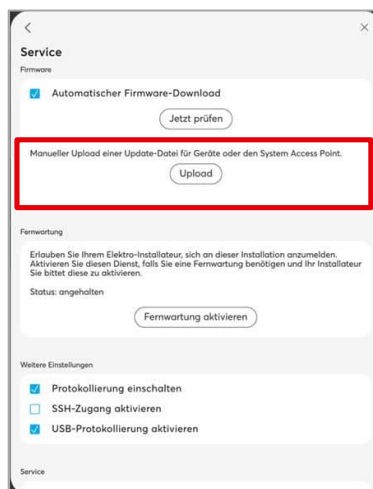 Service
Firmware
Automatischer Firmware-Download
Jetzt prüfen
Manueller Upload einer Update-Datei für Geräte oder den System Access Point.
Upload
Fernwartung
Erlauben Sie Ihrem Elektro-Installateur, sich an dieser Installation anzumelden.
Aktivieren Sie diesen Dienst, falls Sie eine Fernwartung benötigen und Ihr Installateur
Sie bittet diese zu aktivieren.
Status: angehalten
Fernwartung aktivieren
Weitere Einstellungen
Protokollierung einschalten
SSH-Zugang aktivieren
USB-Protokollierung aktivieren
Service